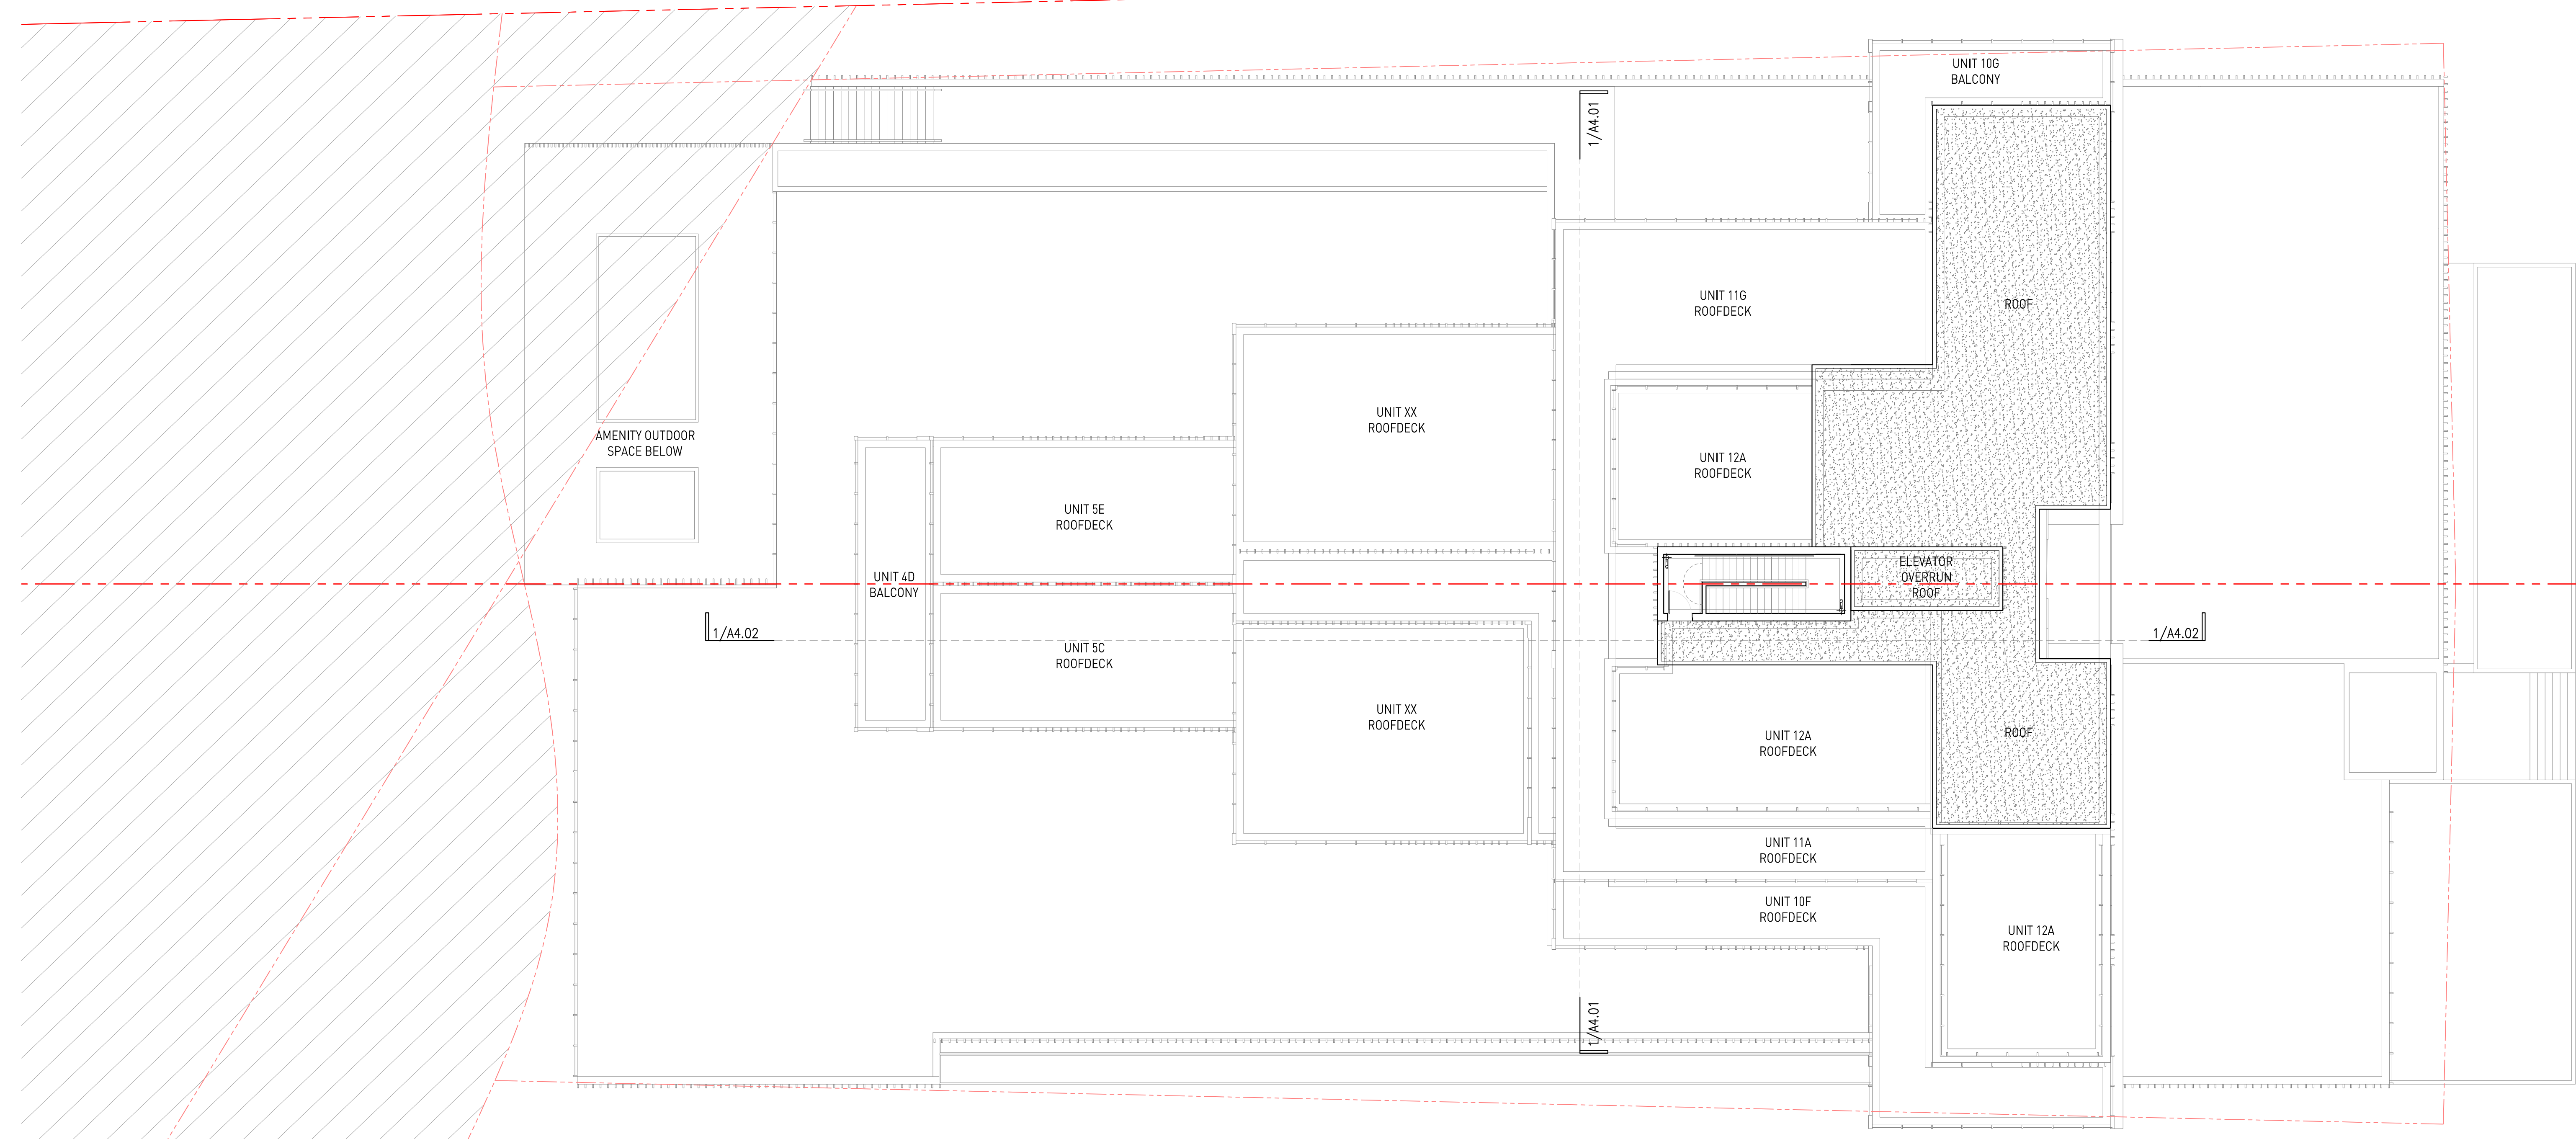 UNIT 10G
BALCONY
1/A4.01
UNIT 11G
ROOFDECK
ROOF
UNIT XX
ROOFDECK
AMENITY OUTDOOR
SPACE BELOW
UNIT 12A
ROOFDECK
UNIT 5E
ROOFDECK
UNIT 4D
BALCONY
ELEVATOR
OVERRUN
ROOF
1/A4.02
1/A4.02
UNIT 5C
ROOFDECK
UNIT XX
ROOFDECK
UNIT 12A
ROOFDECK
ROOF
UNIT 11A
ROOFDECK
UNIT 10F
ROOFDECK
UNIT 12A
ROOFDECK
1/A4.01